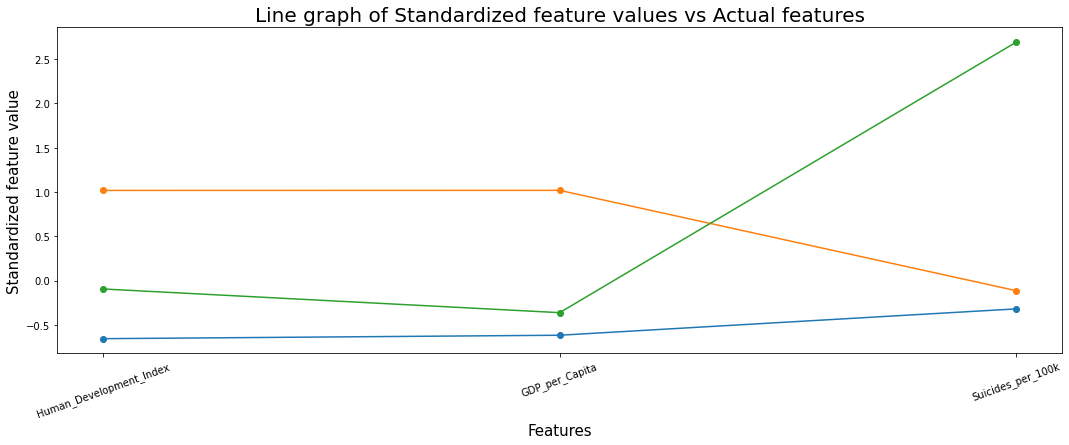 Line graph of Standardized feature values vs Actual features
Standardized feature value
2.5
2.0
1.5
1.0
0.5
0.0
−0.5
Human_Development_Index
GDP_per_Capita
Suicides_per_100k
Features